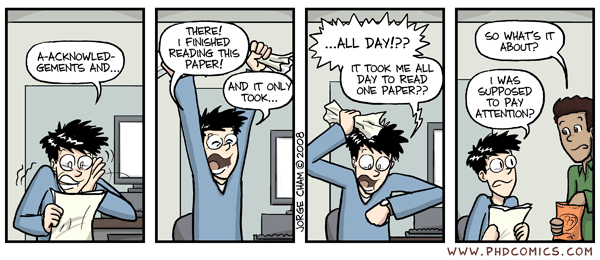 A-ACKNOWLED-
GEMENTS AND...
THERE!
I FINISHED
READING THIS
PAPER!
AND IT ONLY
TOOK...
JORGE CHAM © 2008
...ALL DAY!??
IT TOOK ME ALL
DAY TO READ
ONE PAPER??
SO WHAT'S IT
ABOUT?
I WAS
SUPPOSED
TO PAY
ATTENTION?
WWW.PHDCOMICS.COM